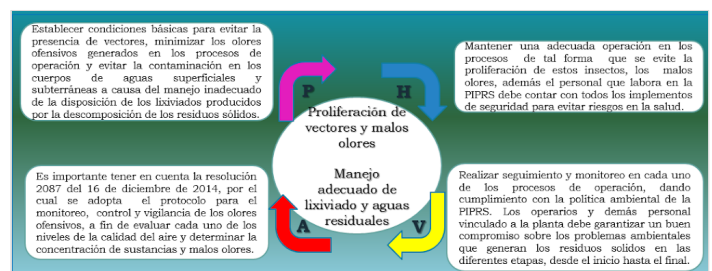 Establecer condiciones básicas para evitar la
presencia de vectores, minimizar los olores
ofensivos generados en los procesos de
operación y evitar la contaminación en los
cuerpos de aguas superficiales y
subterráneas a causa del manejo inadecuado
de la disposición de los lixiviados producidos
por la descomposición de los residuos sólidos.
P
H
Mantener una adecuada operación en los
procesos de tal forma que se evite la
proliferación de estos insectos, los malos
olores, además el personal que labora en la
PIPRS debe contar con todos los implementos
de seguridad para evitar riesgos en la salud.
Proliferación de
vectores y malos
olores
Manejo
adecuado de
lixiviado y aguas
residuales
Es importante tener en cuenta la resolución
2087 del 16 de diciembre de 2014, por el
cual se adopta el protocolo para el
monitoreo, control y vigilancia de los olores
ofensivos, a fin de evaluar cada uno de los
niveles de la calidad del aire y determinar la
concentración de sustancias y malos olores.
A
V
Realizar seguimiento y monitoreo en cada uno
de los procesos de operación, dando
cumplimiento con la política ambiental de la
PIPRS. Los operarios y demás personal
vinculado a la planta debe garantizar un buen
compromiso sobre los problemas ambientales
que generan los residuos solidos en las
diferentes etapas, desde el inicio hasta el final.